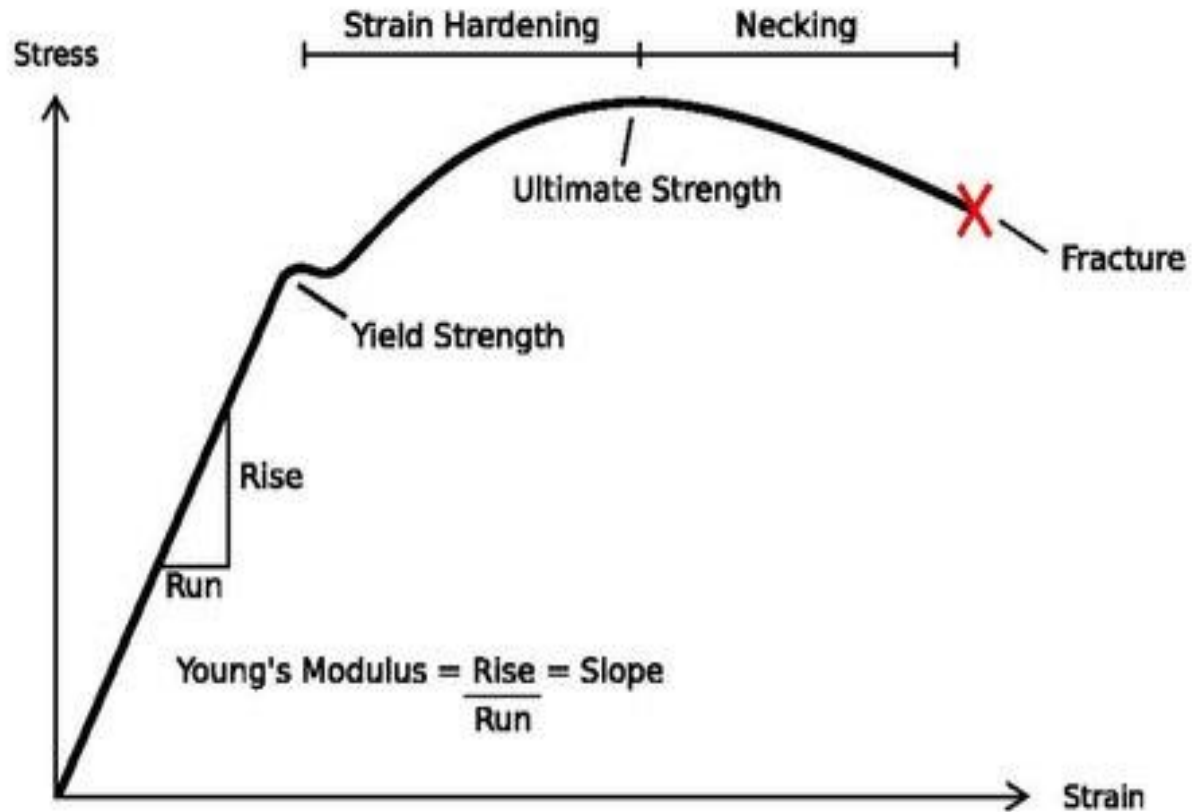 Strain Hardening
Necking
Stress
Ultimate Strength
Fracture
Yield Strength
Rise
Run
Young's Modulus = Rise = Slope
Run
Strain